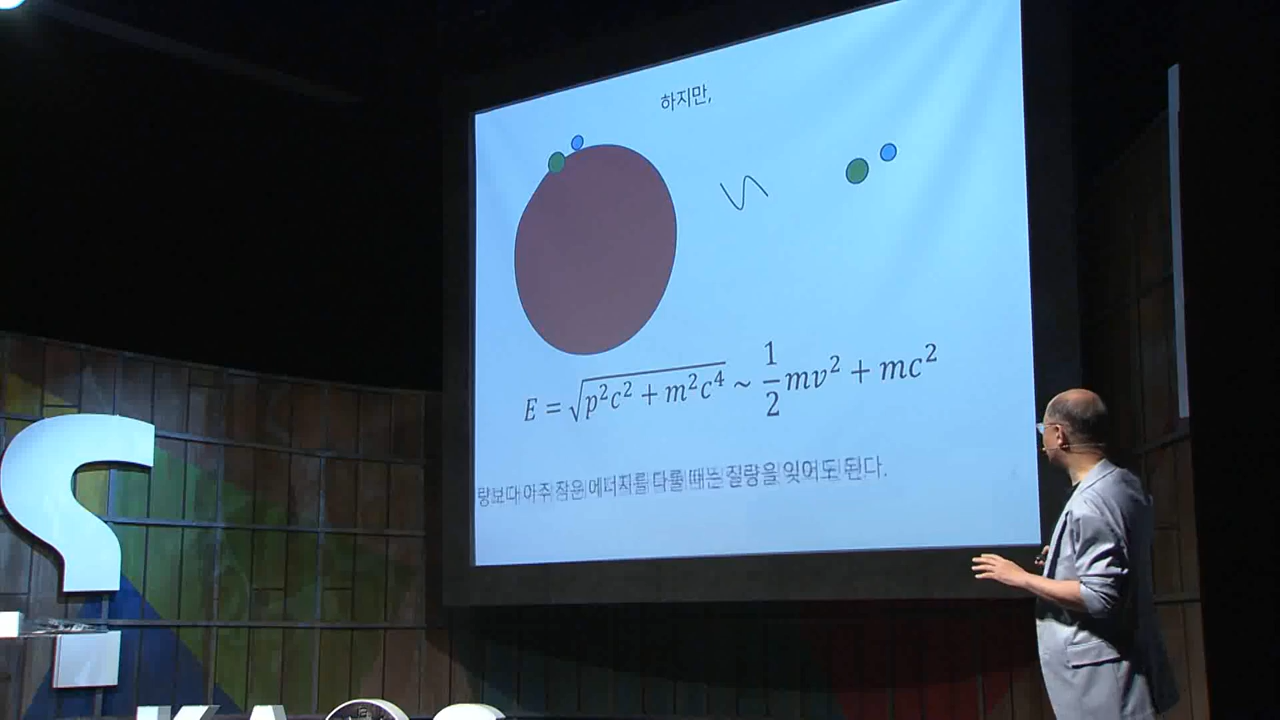 하지만,
E = √(p²c² + m²c⁴) ~ ½mv² + mc²
량보다 아주 작은 에너지를 다룰 때는 질량을 잊어도 된다.
?
KAOS